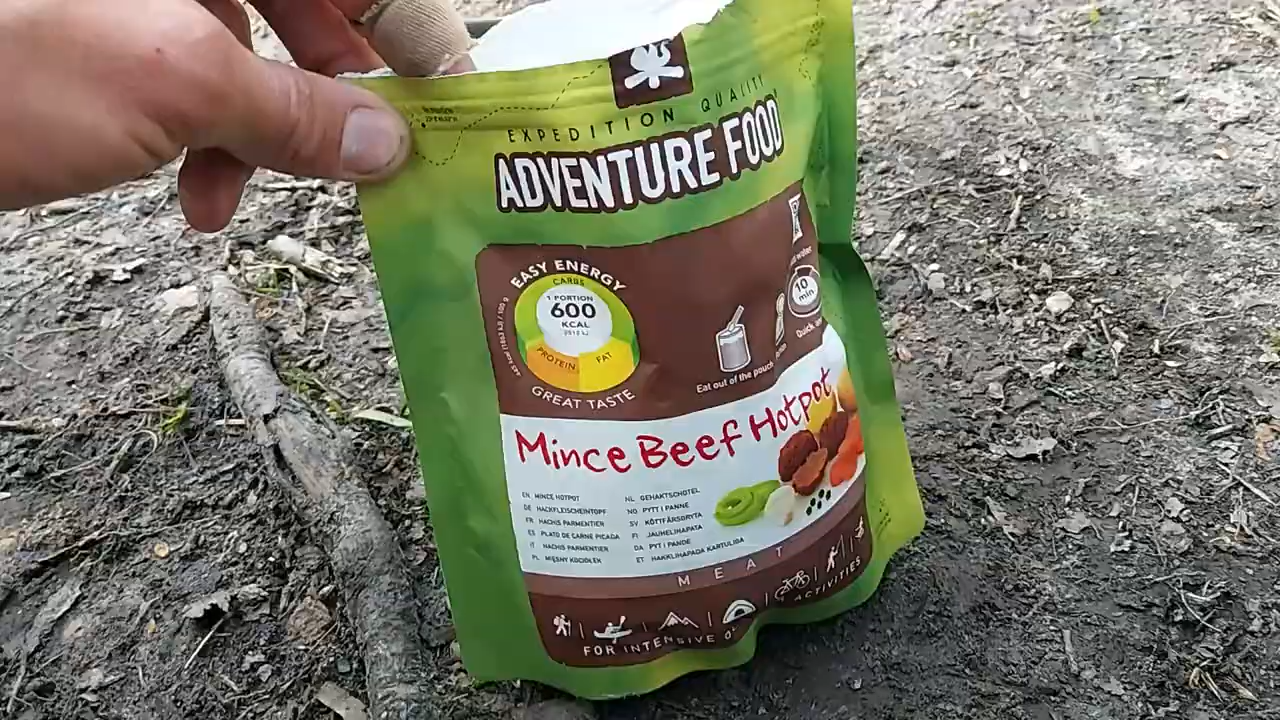 EXPEDITION QUALITY
ADVENTURE FOOD
EASY ENERGY
CARBS
1 PORTION
600
KCAL
PROTEIN
FAT
GREAT TASTE
10
min
Eat out of the pouch
Mince Beef Hotpot
EN MINCE HOTPOT
DE HACKFLEISCHEINTOPF
FR HACHIS PARMENTIER
ES PLATO DE CARNE PICADA
IT HACHIS PARMENTIER
PL MIĘSNY KOCIOŁEK
NL GEHAKTSCHOTEL
NO PYTT I PANNE
SV KÖTTFÄRSGRYTA
FI JAUHELIHAPATA
DA PYT I PANDE
ET HAKKLIHAPADA KARTULIGA
MEAT
FOR INTENSIVE ACTIVITIES